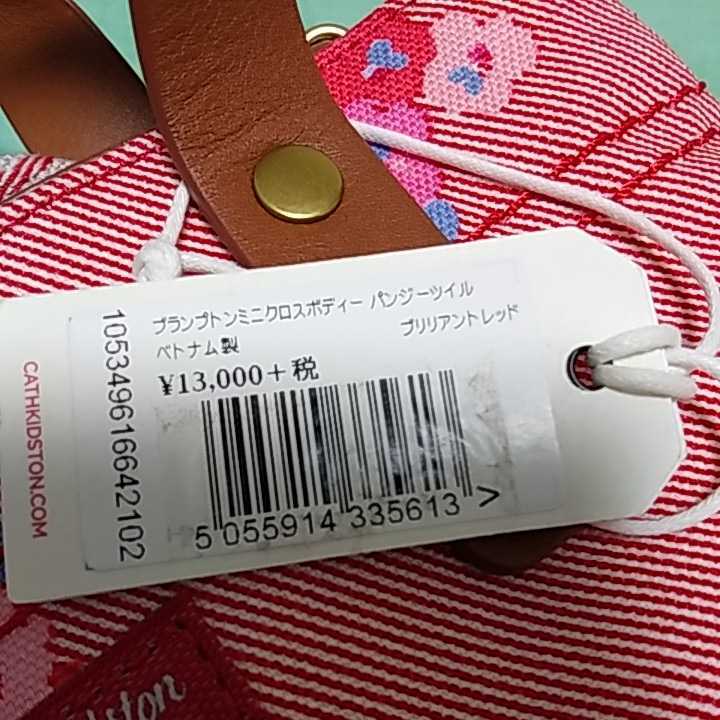 ブランプトンミニクロスボディー パンジーツイル
ブリリアントレッド
ベトナム製
¥13,000+税
5 055914 335613 >
105349616642102
CATHKIDSTON.COM